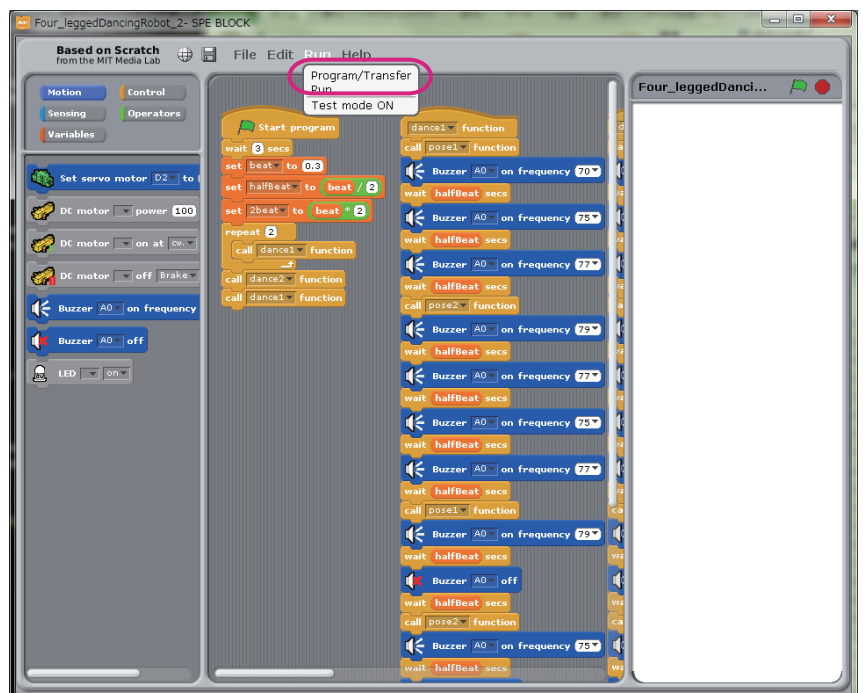 Four_leggedDancingRobot_2- SPE BLOCK
Based on Scratch
from the MIT Media Lab
File Edit Run Help
Program/Transfer
Run
Test mode ON
Motion
Control
Sensing
Operators
Variables
Set servo motor D2 to
DC motor power 100
DC motor on at cw.
DC motor off Brake
Buzzer A0 on frequency
Buzzer A0 off
LED on
Start program
wait 3 secs
set beat to 0.3
set halfBeat to beat / 2
set 2beat to beat * 2
repeat 2
call dance1 function
call dance2 function
call dance1 function
dance1 function
call pose1 function
Buzzer A0 on frequency 70
wait halfBeat secs
Buzzer A0 on frequency 75
wait halfBeat secs
Buzzer A0 on frequency 77
wait halfBeat secs
call pose2 function
Buzzer A0 on frequency 79
wait halfBeat secs
Buzzer A0 on frequency 77
wait halfBeat secs
Buzzer A0 on frequency 75
wait halfBeat secs
Buzzer A0 on frequency 77
wait halfBeat secs
call pose1 function
Buzzer A0 on frequency 79
wait halfBeat secs
Buzzer A0 off
wait halfBeat secs
call pose2 function
Buzzer A0 on frequency 75
wait halfBeat secs
Four_leggedDanci...